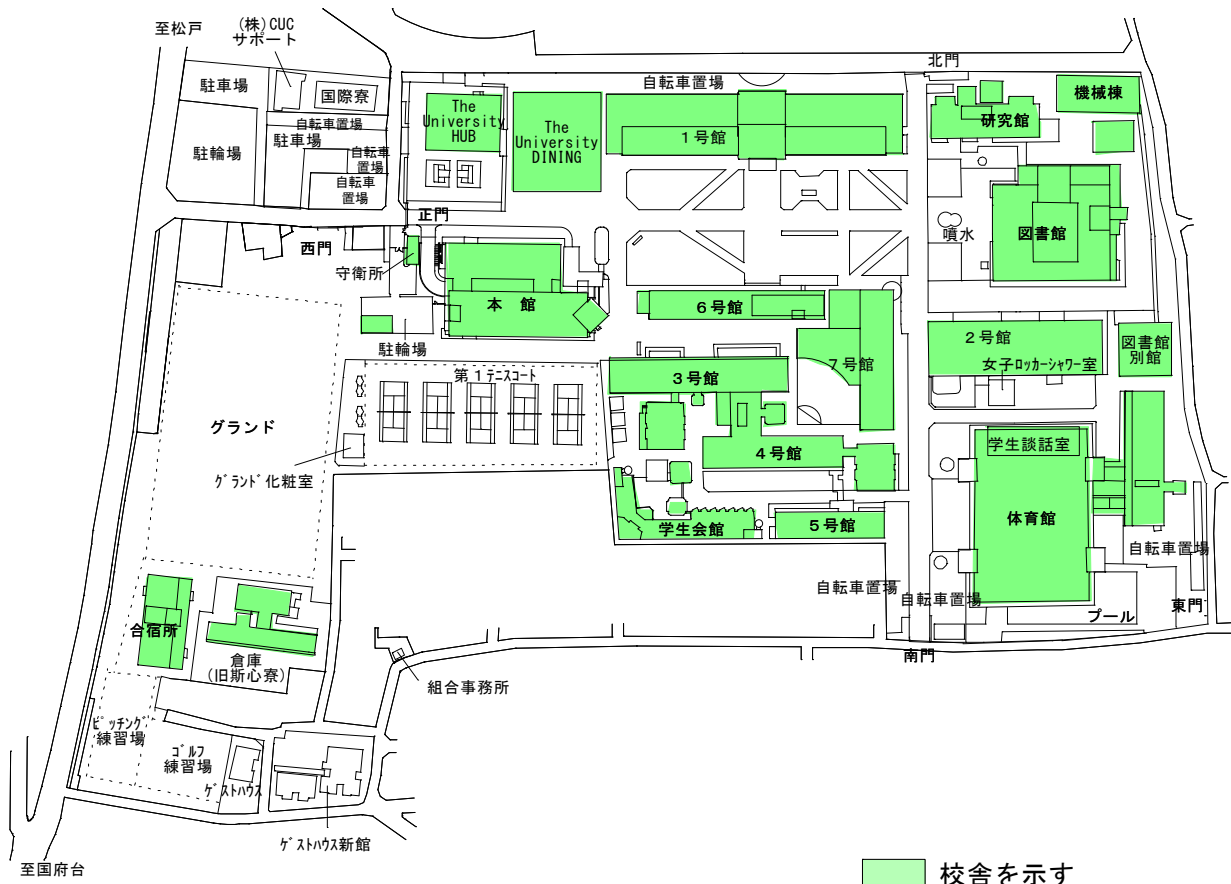 至松戸
(株)CUC
サポート
駐車場
国際寮
自転車置場
駐車場
駐輪場
自転車
置場
自転車
置場
The
University
HUB
The
University
DINING
自転車置場
1号館
北門
研究館
機械棟
正門
西門
守衛所
本 館
駐輪場
噴水
図書館
6号館
7号館
2号館
女子ロッカーシャワー室
図書館
別館
3号館
第1テニスコート
グランド
グランド化粧室
4号館
学生談話室
体育館
学生会館
5号館
自転車置場
自転車置場
自転車置場
プール
東門
南門
合宿所
倉庫
(旧斯心寮)
組合事務所
ピッチング
練習場
ゴルフ
練習場
ゲストハウス
ゲストハウス新館
至国府台
校舎を示す